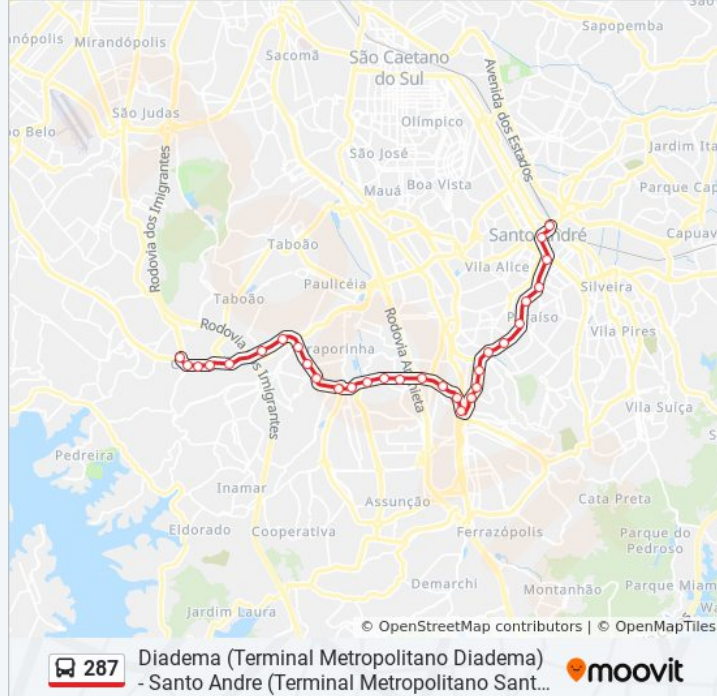 Sapopemba
anópolis
Mirandópolis
Sacomã
São Caetano
do Sul
São Judas
o Belo
Avenida dos Estados
Olímpico
Jardim Ita
São José
Mauá
Boa Vista
Parque Cap
Rodovia dos Imigrantes
Taboão
Santo André
Capuav
Vila Alice
Paulicéia
Silveira
Taboão
Rodovia dos Imigrantes
raporinha
Rodovia Anchieta
Paraíso
Vila Pires
Vila Suíça
Pedreira
Inamar
Assunção
Cata Preta
Eldorado
Cooperativa
Ferrazópolis
Parque do
Pedroso
Demarchi
Montanhão
Parque Miam
Jardim Laura
© OpenStreetMap contributors | © OpenMapTiles
287
Diadema (Terminal Metropolitano Diadema)
- Santo Andre (Terminal Metropolitano Sant...
moovit